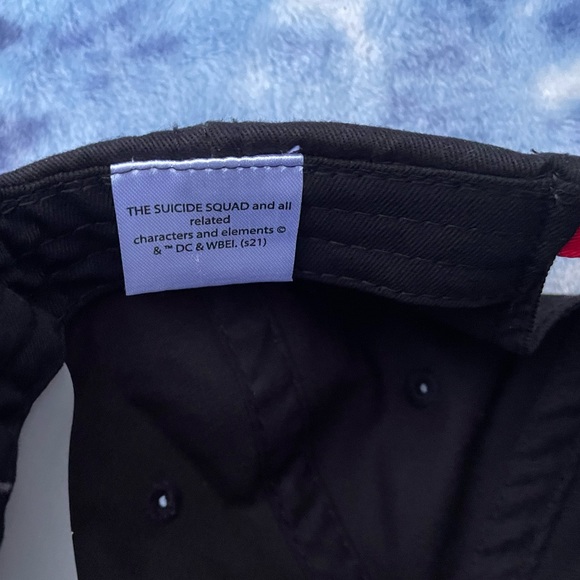 THE SUICIDE SQUAD and all
related
characters and elements ©
& ™ DC & WBEI. (s21)